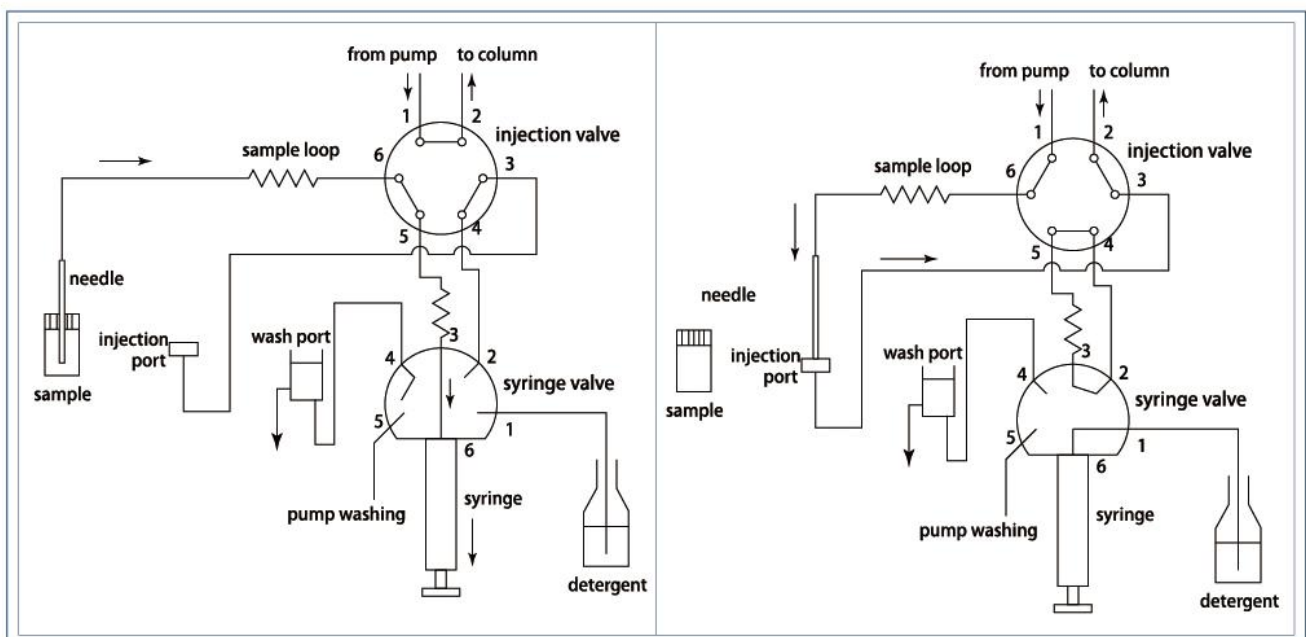 from pump
to column
1
2
injection valve
sample loop
6
3
5
4
needle
injection
port
wash port
3
4
2
syringe valve
sample
5
1
6
pump washing
syringe
detergent
from pump
to column
1
2
injection valve
sample loop
6
3
5
4
needle
wash port
injection
port
3
4
2
syringe valve
sample
5
1
6
pump washing
syringe
detergent